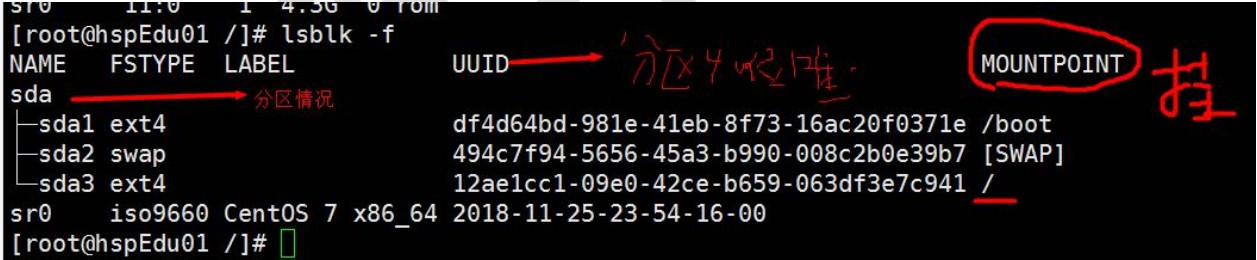 sr0 11:0 1 4.3G 0 rom
[root@hspEdu01 /]# lsblk -f
NAME FSTYPE LABEL UUID 分区 MOUNTPOINT
sda 分区情况
├─sda1 ext4 df4d64bd-981e-41eb-8f73-16ac20f0371e /boot
├─sda2 swap 494c7f94-5656-45a3-b990-008c2b0e39b7 [SWAP]
└─sda3 ext4 12ae1cc1-09e0-42ce-b659-063df3e7c941 /
sr0 iso9660 CentOS 7 x86_64 2018-11-25-23-54-16-00
[root@hspEdu01 /]#